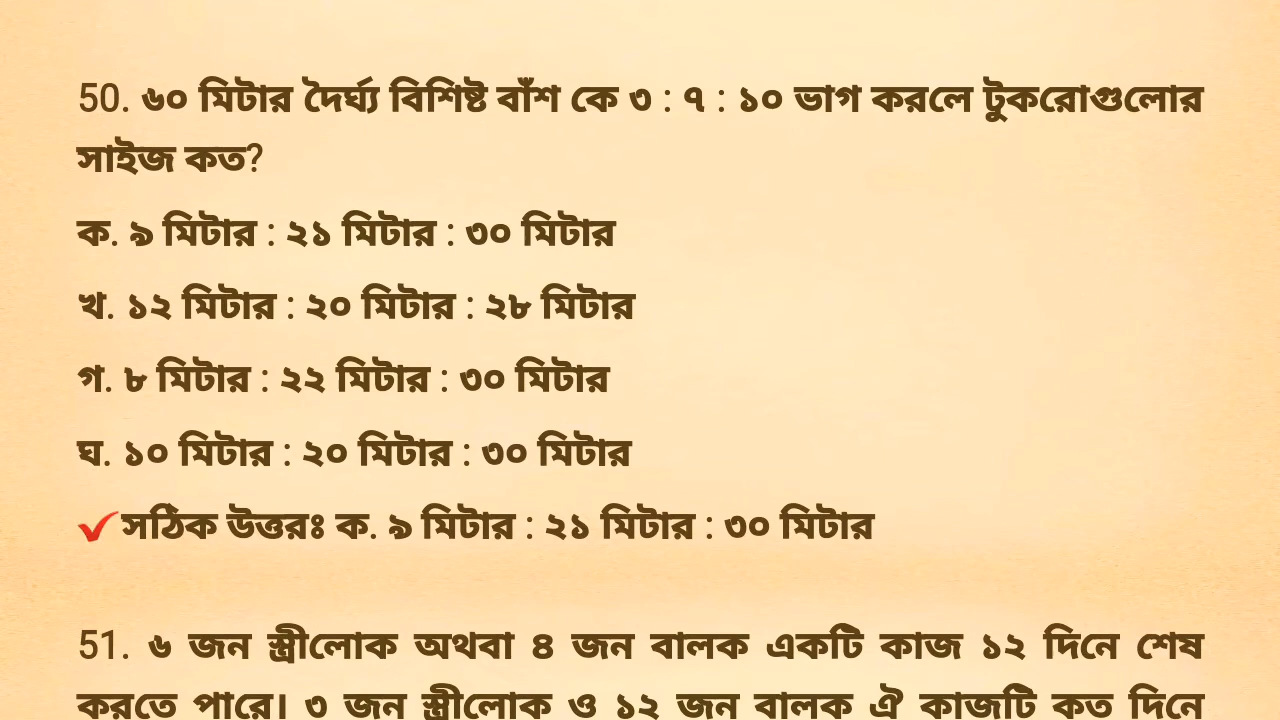 50. ৬০ মিটার দৈর্ঘ্য বিশিষ্ট বাঁশ কে ৩ : ৭ : ১০ ভাগ করলে টুকরোগুলোর
সাইজ কত?
ক. ৯ মিটার : ২১ মিটার : ৩০ মিটার
খ. ১২ মিটার : ২০ মিটার : ২৮ মিটার
গ. ৮ মিটার : ২২ মিটার : ৩০ মিটার
ঘ. ১০ মিটার : ২০ মিটার : ৩০ মিটার
✓সঠিক উত্তরঃ ক. ৯ মিটার : ২১ মিটার : ৩০ মিটার
51. ৬ জন স্ত্রীলোক অথবা ৪ জন বালক একটি কাজ ১২ দিনে শেষ
করতে পারে। ৩ জন স্ত্রীলোক ও ১২ জন বালক ঐ কাজটি কত দিনে